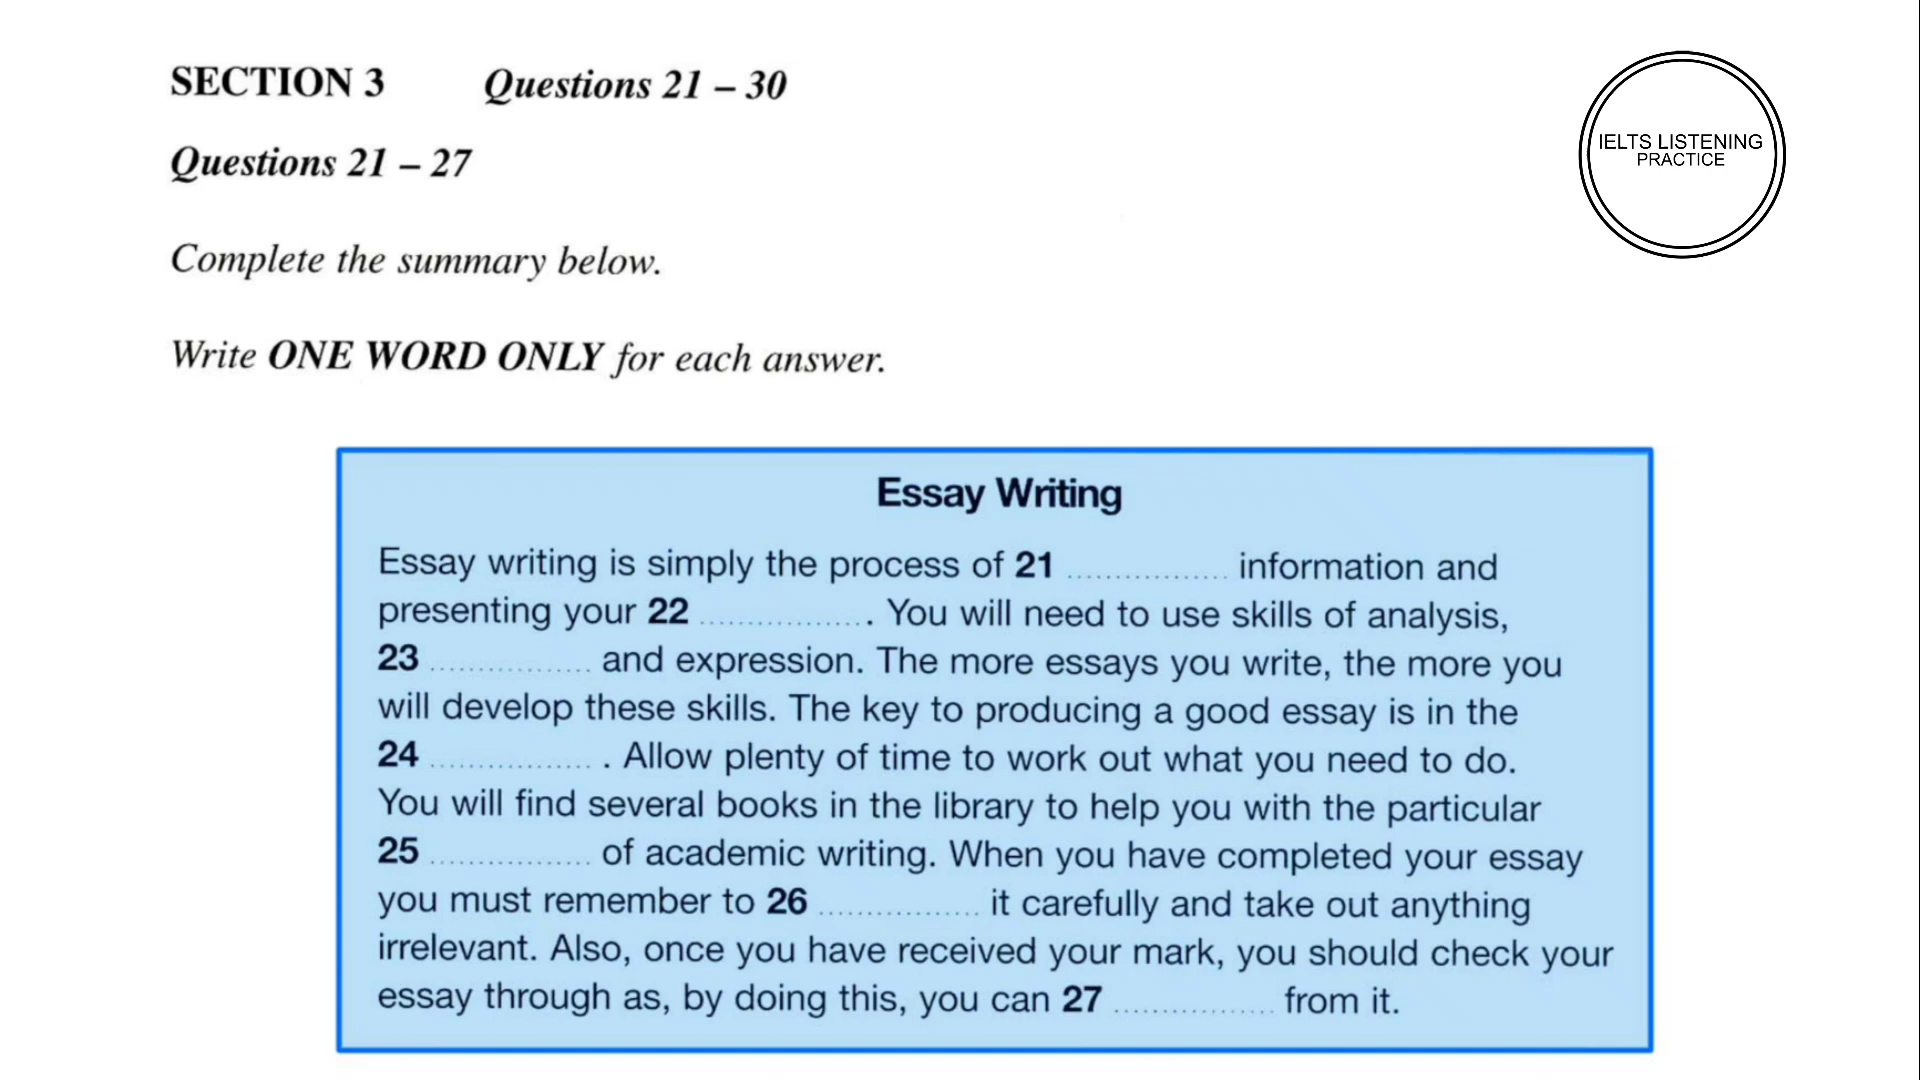 SECTION 3 Questions 21 – 30
IELTS LISTENING
PRACTICE
Questions 21 – 27
Complete the summary below.
Write ONE WORD ONLY for each answer.
Essay Writing
Essay writing is simply the process of 21 ................. information and
presenting your 22 ................. . You will need to use skills of analysis,
23 ................. and expression. The more essays you write, the more you
will develop these skills. The key to producing a good essay is in the
24 ................. . Allow plenty of time to work out what you need to do.
You will find several books in the library to help you with the particular
25 ................. of academic writing. When you have completed your essay
you must remember to 26 ................. it carefully and take out anything
irrelevant. Also, once you have received your mark, you should check your
essay through as, by doing this, you can 27 ................. from it.